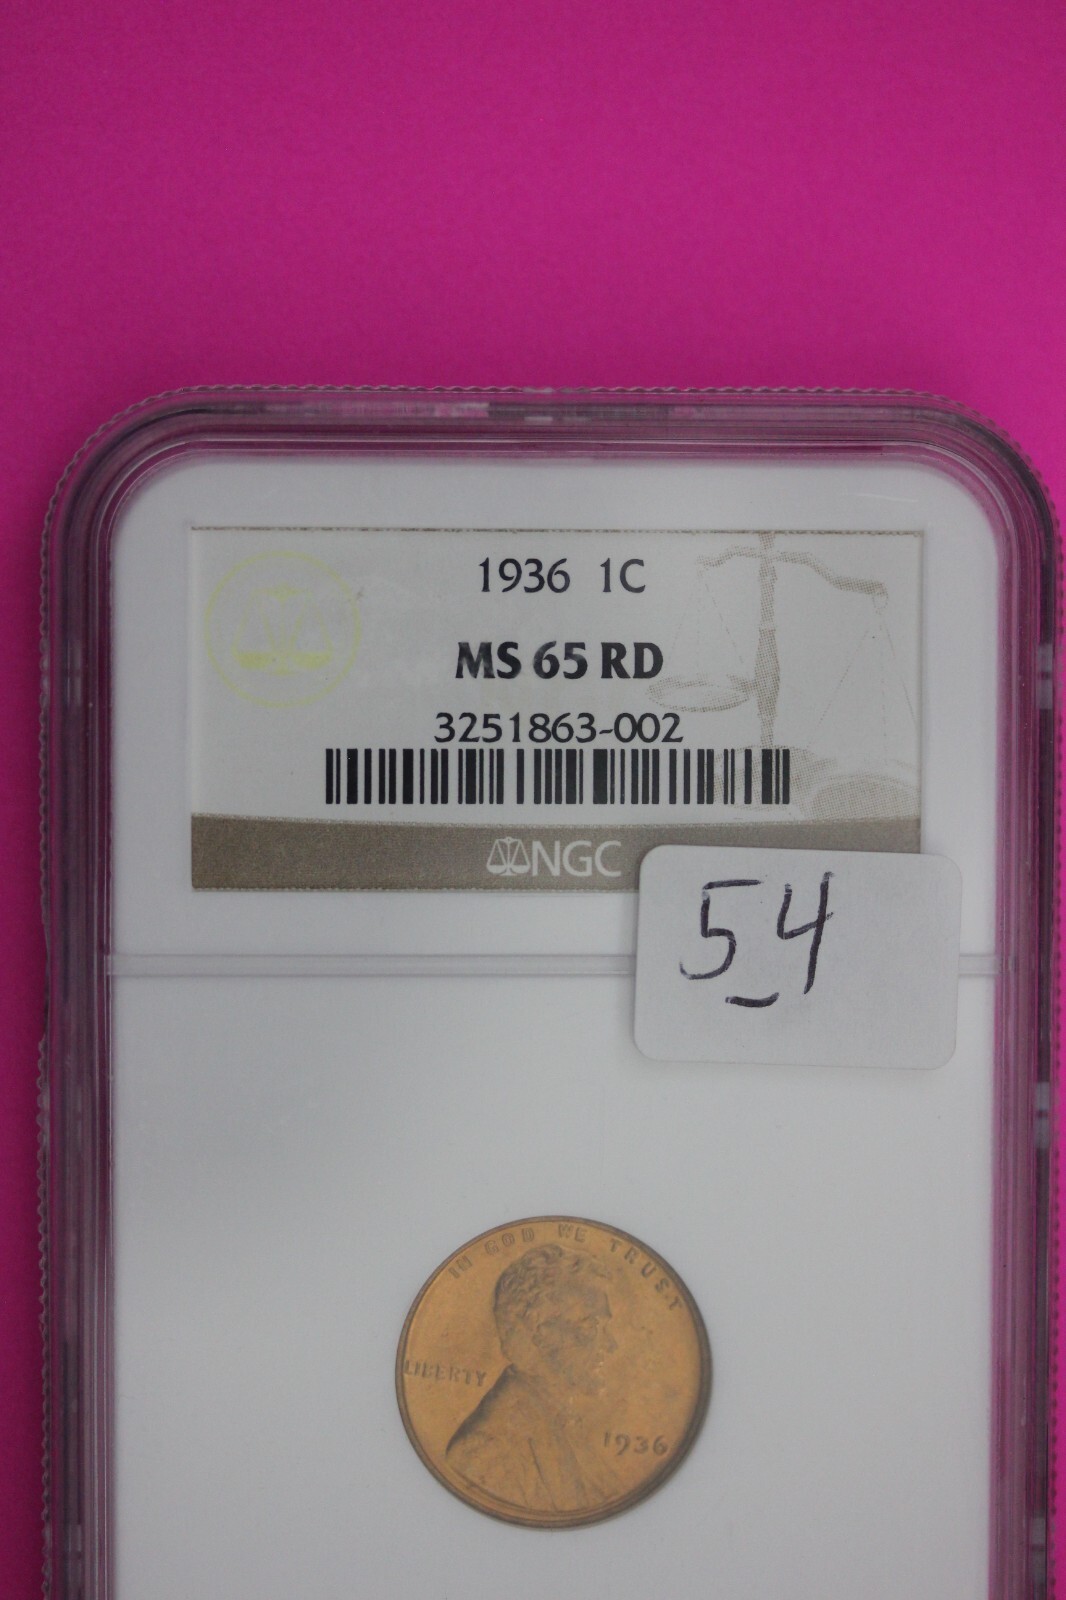 1936 1C
MS 65 RD
3251863-002
NGC
54
IN GOD WE TRUST
LIBERTY
1936